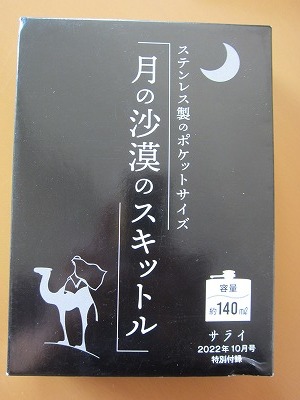 ステンレス製のポケットサイズ
「月の沙漠のスキットル」
容量
約140㎖
サライ
2022年10月号
特別付録